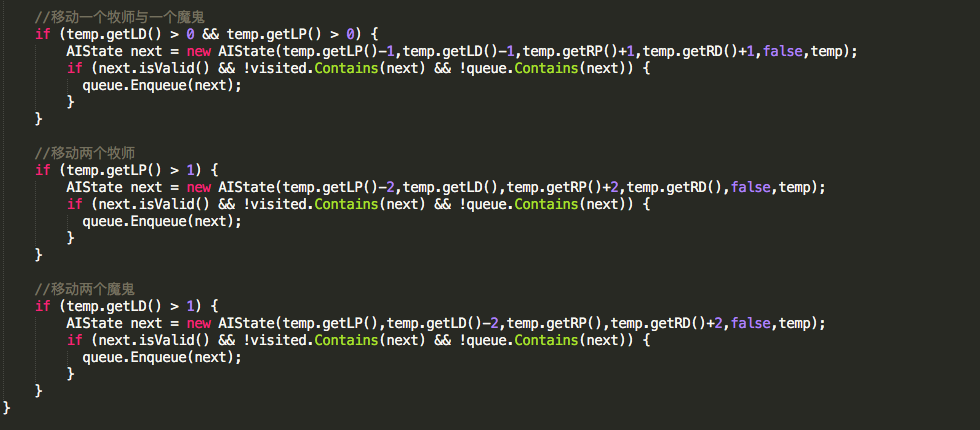 //移动一个牧师与一个魔鬼
if (temp.getLD() > 0 && temp.getLP() > 0) {
AIState next = new AIState(temp.getLP()-1,temp.getLD()-1,temp.getRP()+1,temp.getRD()+1,false,temp);
if (next.isValid() && !visited.Contains(next) && !queue.Contains(next)) {
queue.Enqueue(next);
}
}
//移动两个牧师
if (temp.getLP() > 1) {
AIState next = new AIState(temp.getLP()-2,temp.getLD(),temp.getRP()+2,temp.getRD(),false,temp);
if (next.isValid() && !visited.Contains(next) && !queue.Contains(next)) {
queue.Enqueue(next);
}
}
//移动两个魔鬼
if (temp.getLD() > 1) {
AIState next = new AIState(temp.getLP(),temp.getLD()-2,temp.getRP(),temp.getRD()+2,false,temp);
if (next.isValid() && !visited.Contains(next) && !queue.Contains(next)) {
queue.Enqueue(next);
}
}
}